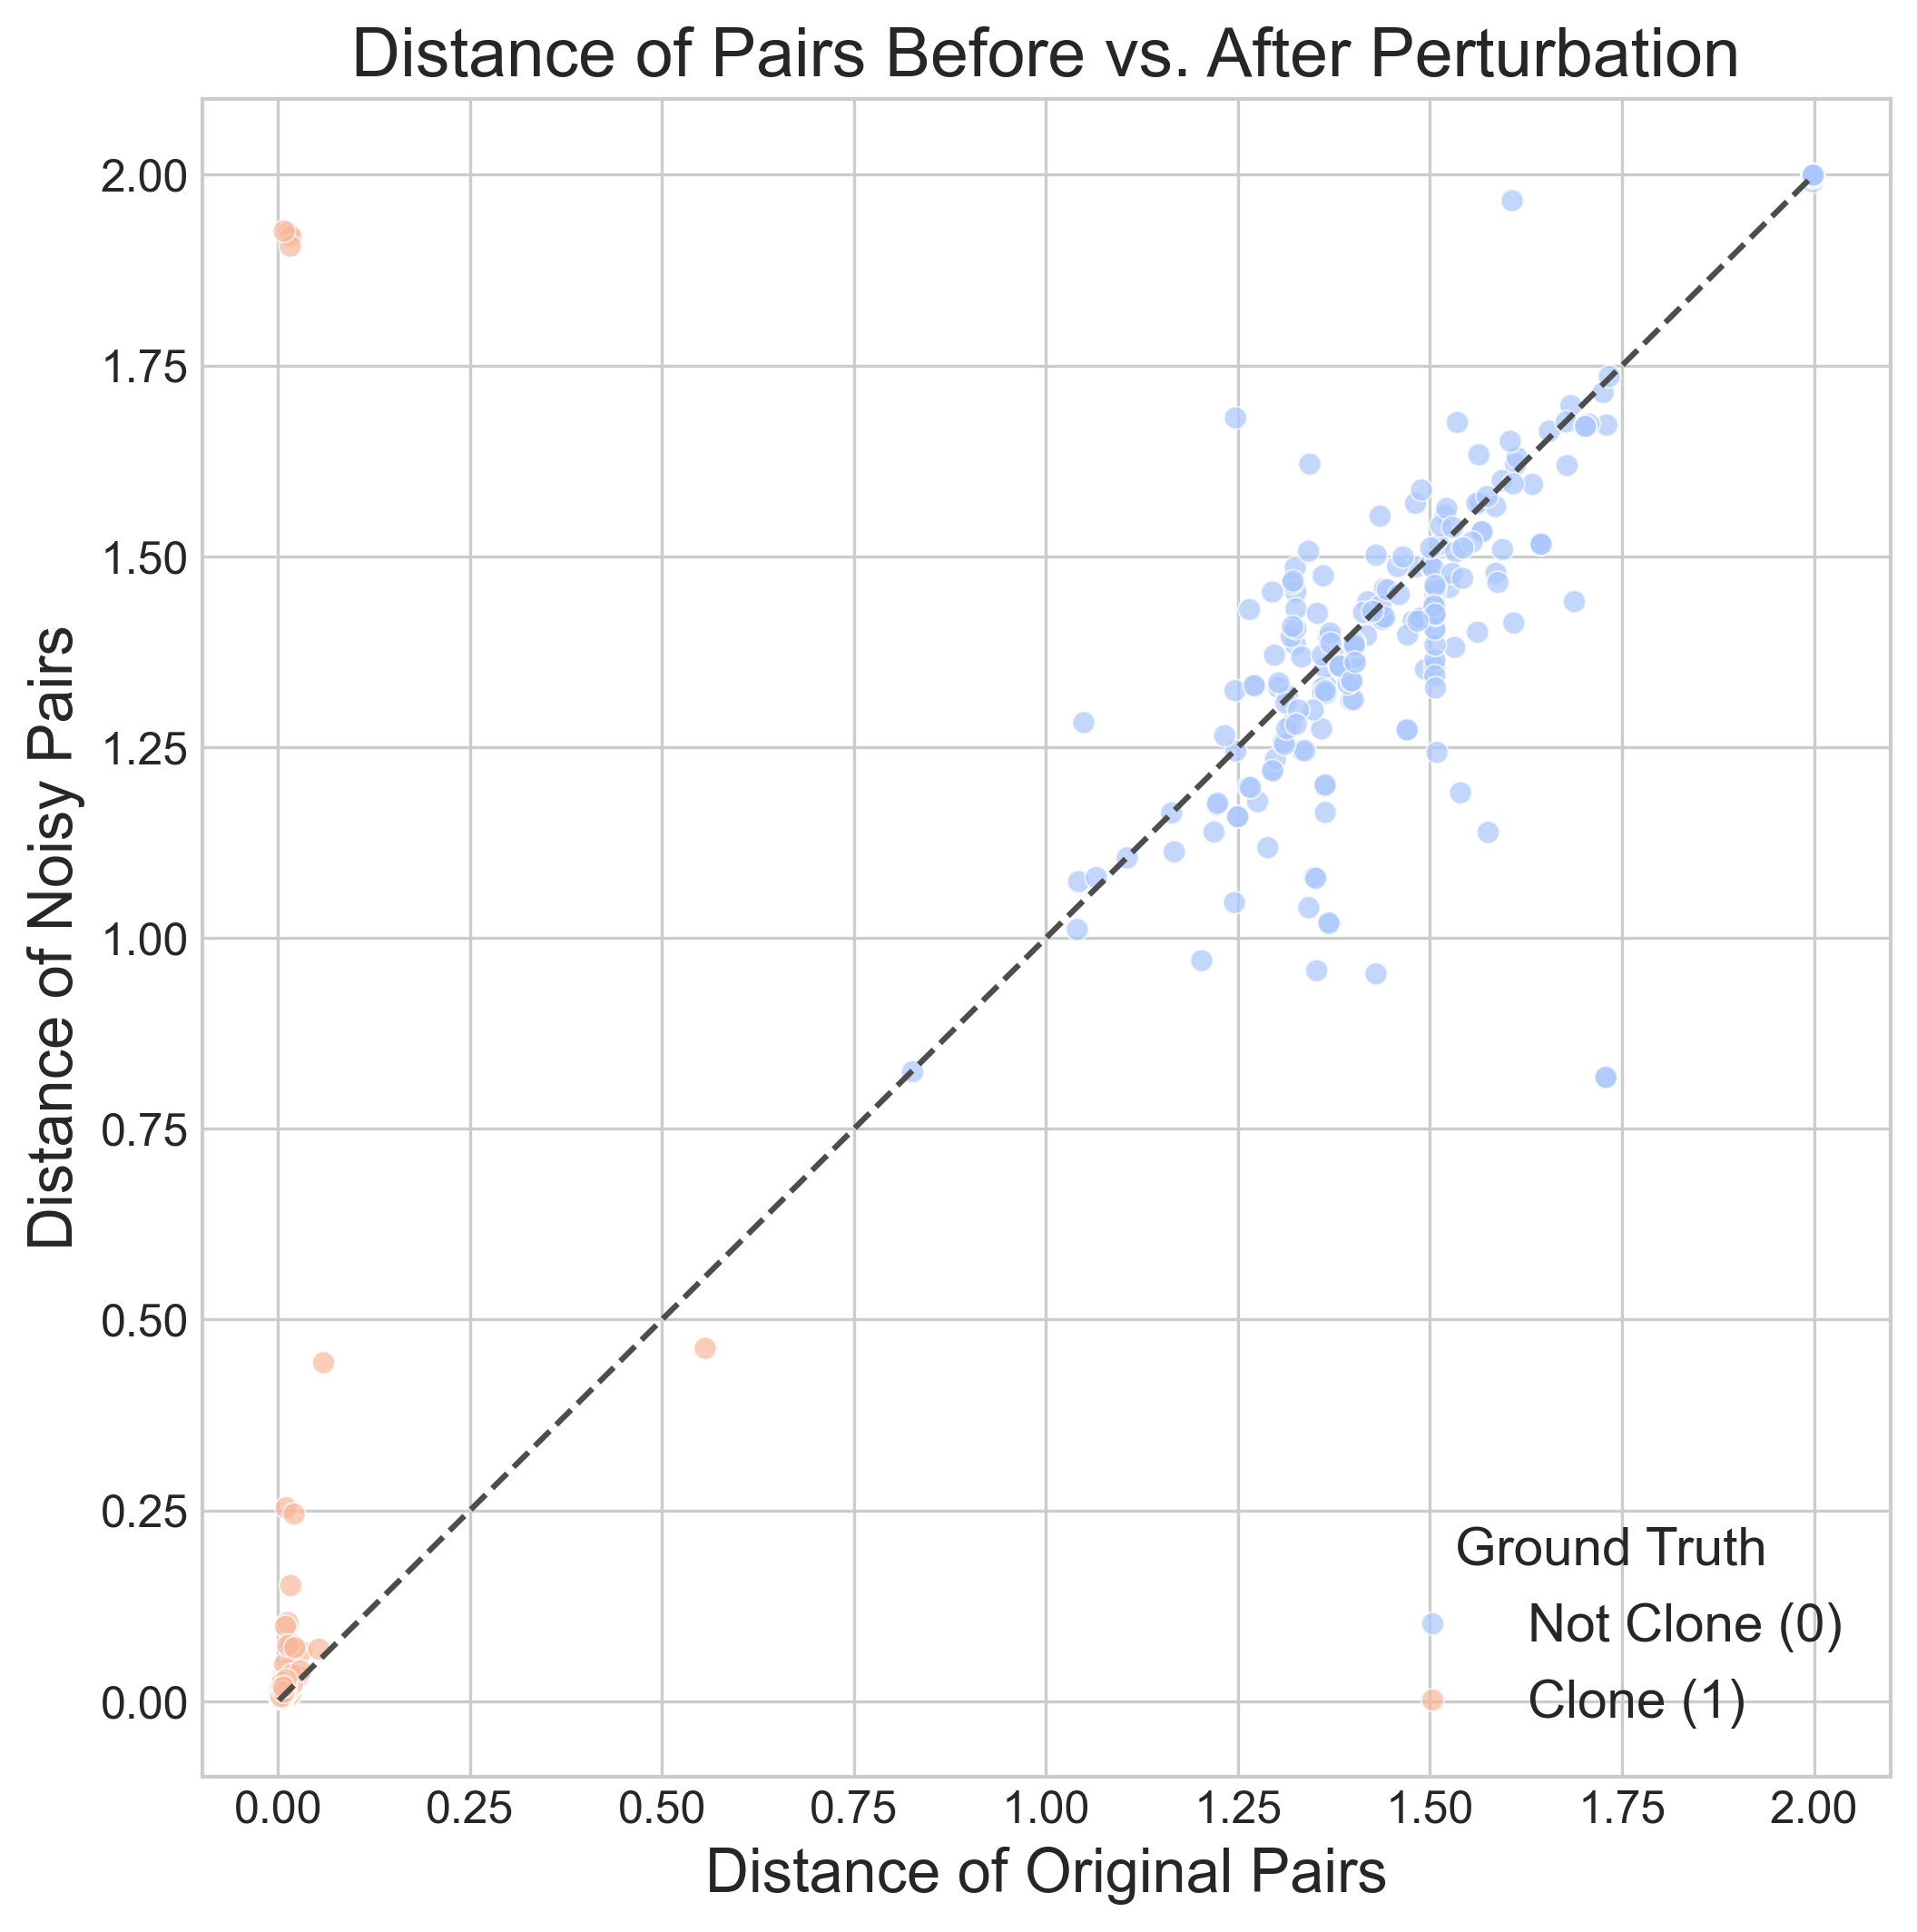 Distance of Pairs Before vs. After Perturbation
Distance of Noisy Pairs
2.00
1.75
1.50
1.25
1.00
0.75
0.50
0.25
0.00
Ground Truth
Not Clone (0)
Clone (1)
0.00 0.25 0.50 0.75 1.00 1.25 1.50 1.75 2.00
Distance of Original Pairs